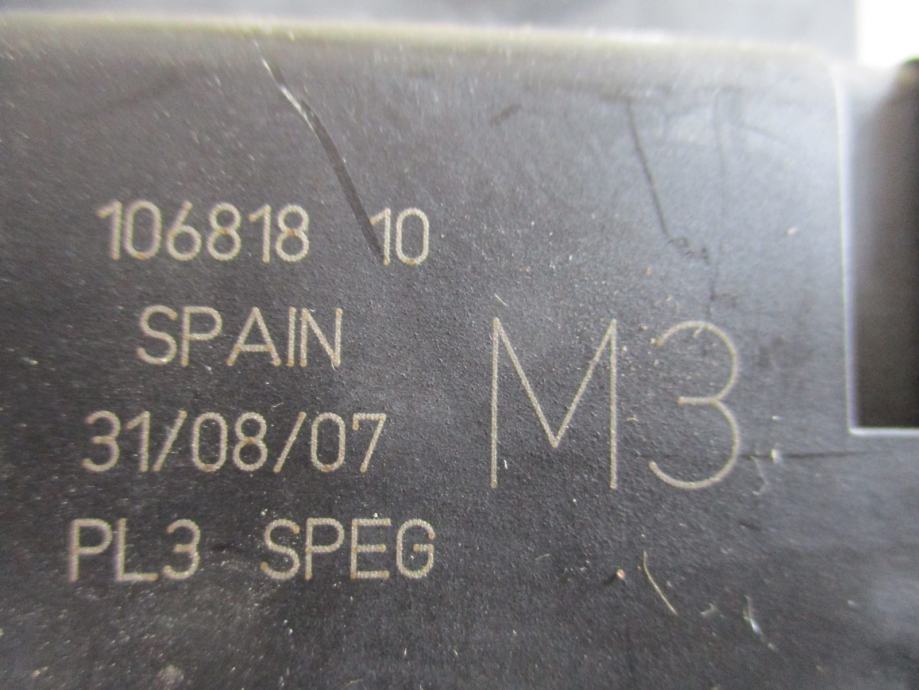 106818 10
SPAIN
31/08/07
PL3 SPEG
M3